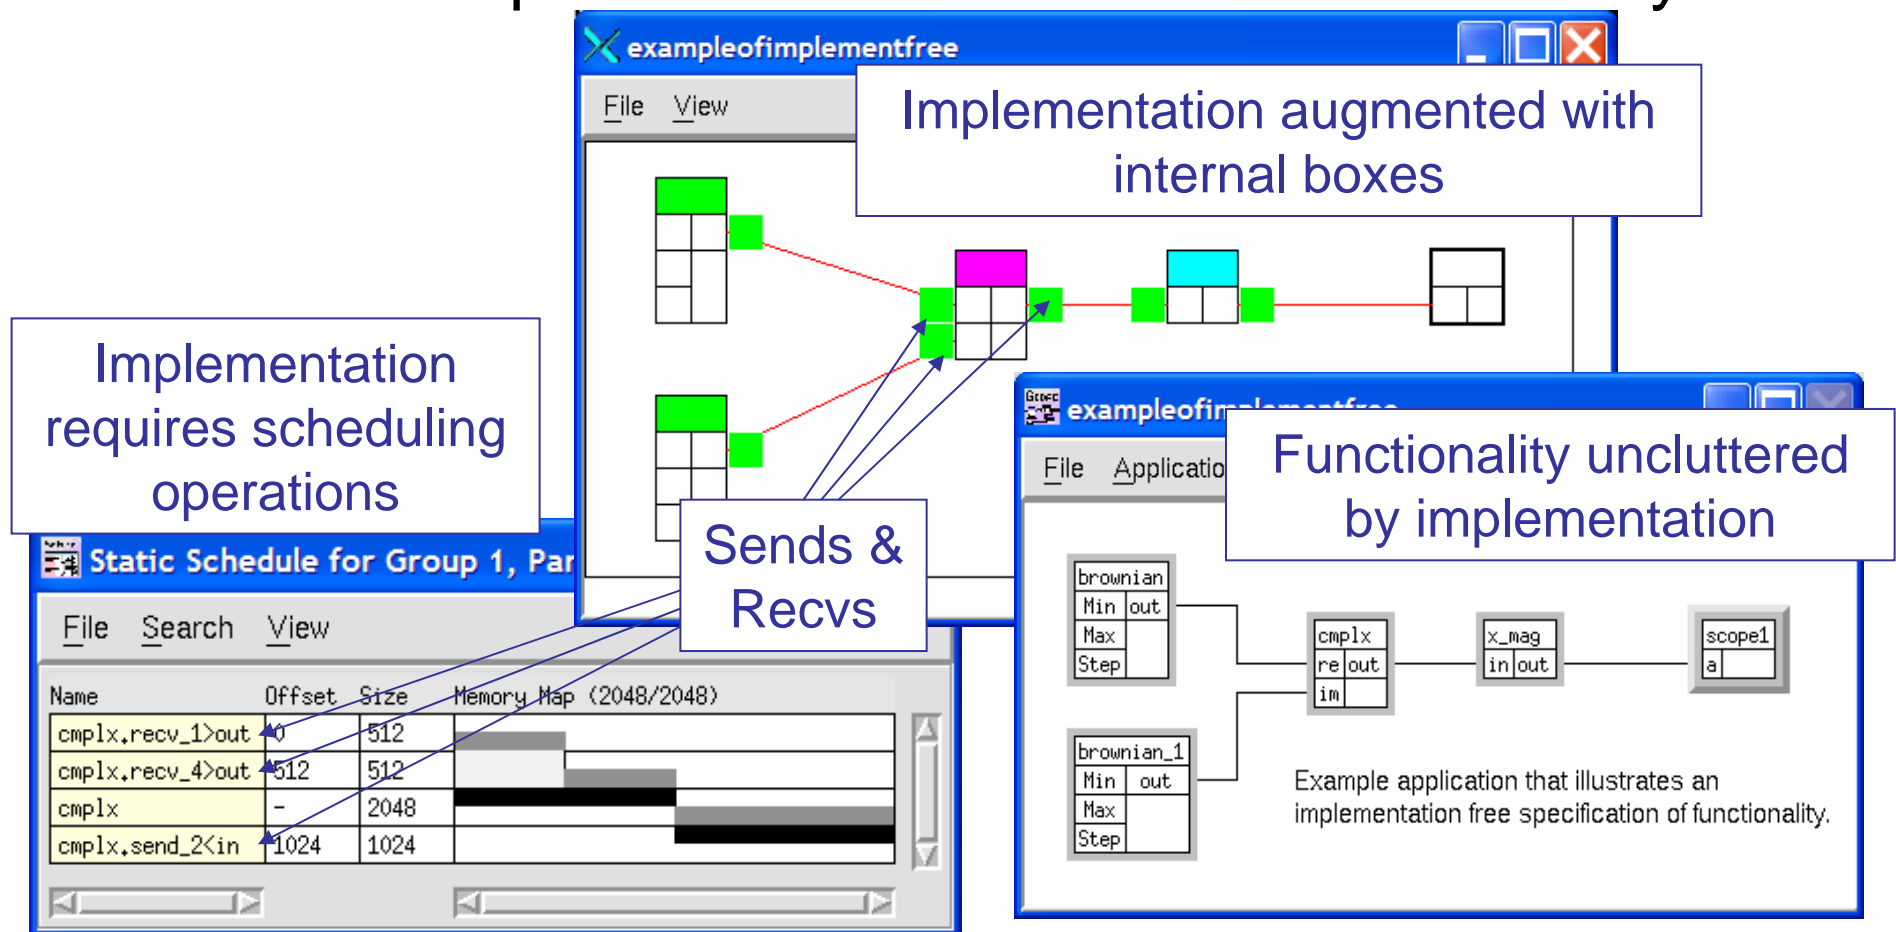 exampleofimplementfree
File View
Implementation augmented with
internal boxes
Implementation
requires scheduling
operations
Sends &
Recvs
Static Schedule for Group 1, Par
File Search View
Name Offset Size Memory Map (2048/2048)
cmplx.recv_1>out 0 512
cmplx.recv_4>out 512 512
cmplx - 2048
cmplx.send_2<in 1024 1024
File Applicatio
Functionality uncluttered
by implementation
brownian
Min out
Max
Step
cmplx
re out
im
x_mag
in out
scope1
a
brownian_1
Min out
Max
Step
Example application that illustrates an
implementation free specification of functionality.